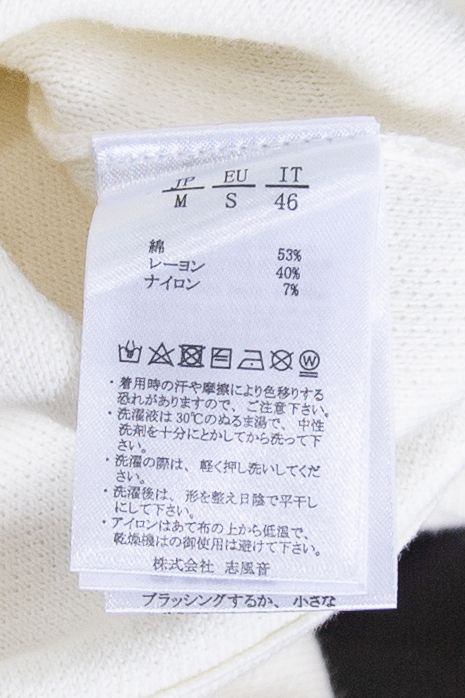 JP EU IT
M S 46
綿 53%
レーヨン 40%
ナイロン 7%
W
・着用時の汗や摩擦により色移りする
恐れがありますので、ご注意下さい。
・洗濯液は30℃のぬるま湯で、中性
洗剤を十分にとかしてから洗って下
さい。
・洗濯の際は、軽く押し洗いしてくだ
さい。
・洗濯後は、形を整え日陰で平干し
にして下さい。
・アイロンはあて布の上から低温で、
乾燥機はの御使用は避けて下さい。
株式会社 志風音
ブラッシングするか、小さな